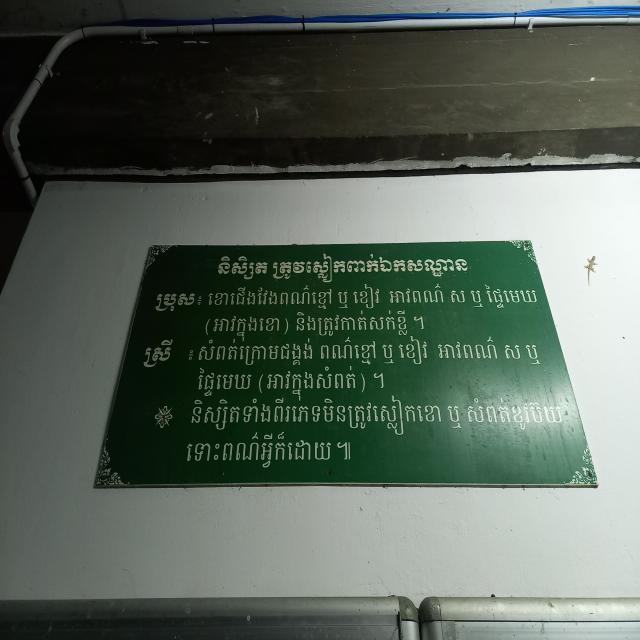 និស្សិត ត្រូវស្លៀកពាក់ឯកសណ្ឋាន
ប្រុស៖ ខោជើងវែងពណ៌ខ្មៅ ឬ ខៀវ អាវពណ៌ ស ឬ ផ្ទៃមេឃ
(អាវក្នុងខោ) និងត្រូវកាត់សក់ខ្លី ។
ស្រី ៖ សំពត់ក្រោមជង្គង់ ពណ៌ខ្មៅ ឬ ខៀវ អាវពណ៌ ស ឬ
ផ្ទៃមេឃ (អាវក្នុងសំពត់) ។
និស្សិតទាំងពីរភេទមិនត្រូវស្លៀកខោ ឬ សំពត់ខូវប៊យ
ទោះពណ៌អ្វីក៏ដោយ ៕